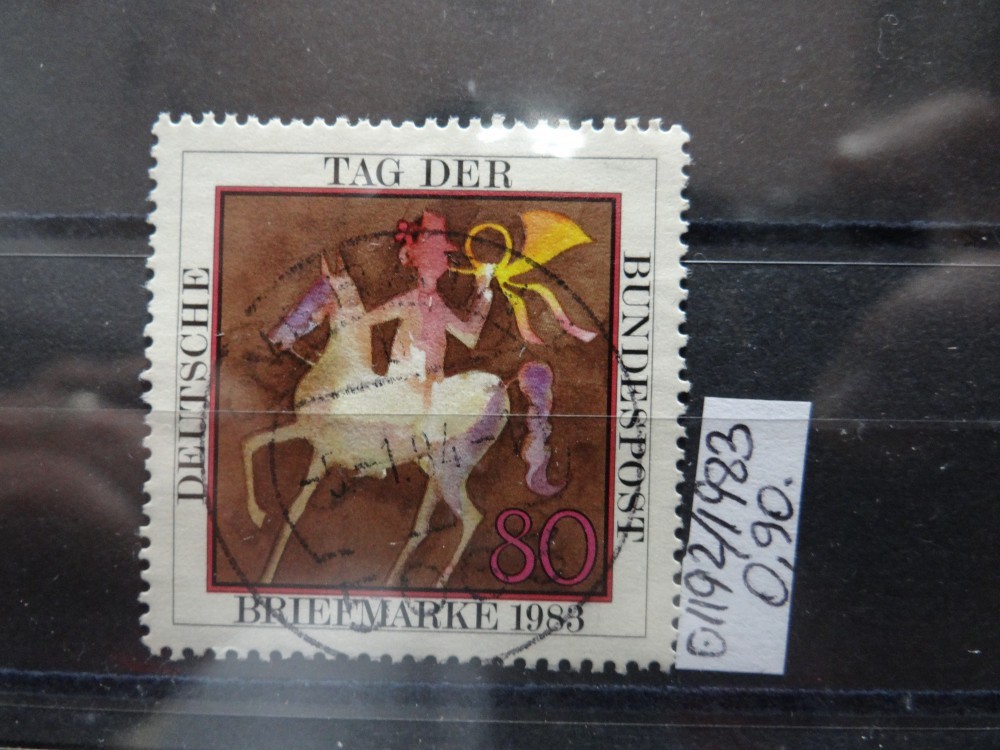 TAG DER
DEUTSCHE
BUNDESPOST
80
BRIEFMARKE 1983
⊙1192/1983
0,90.